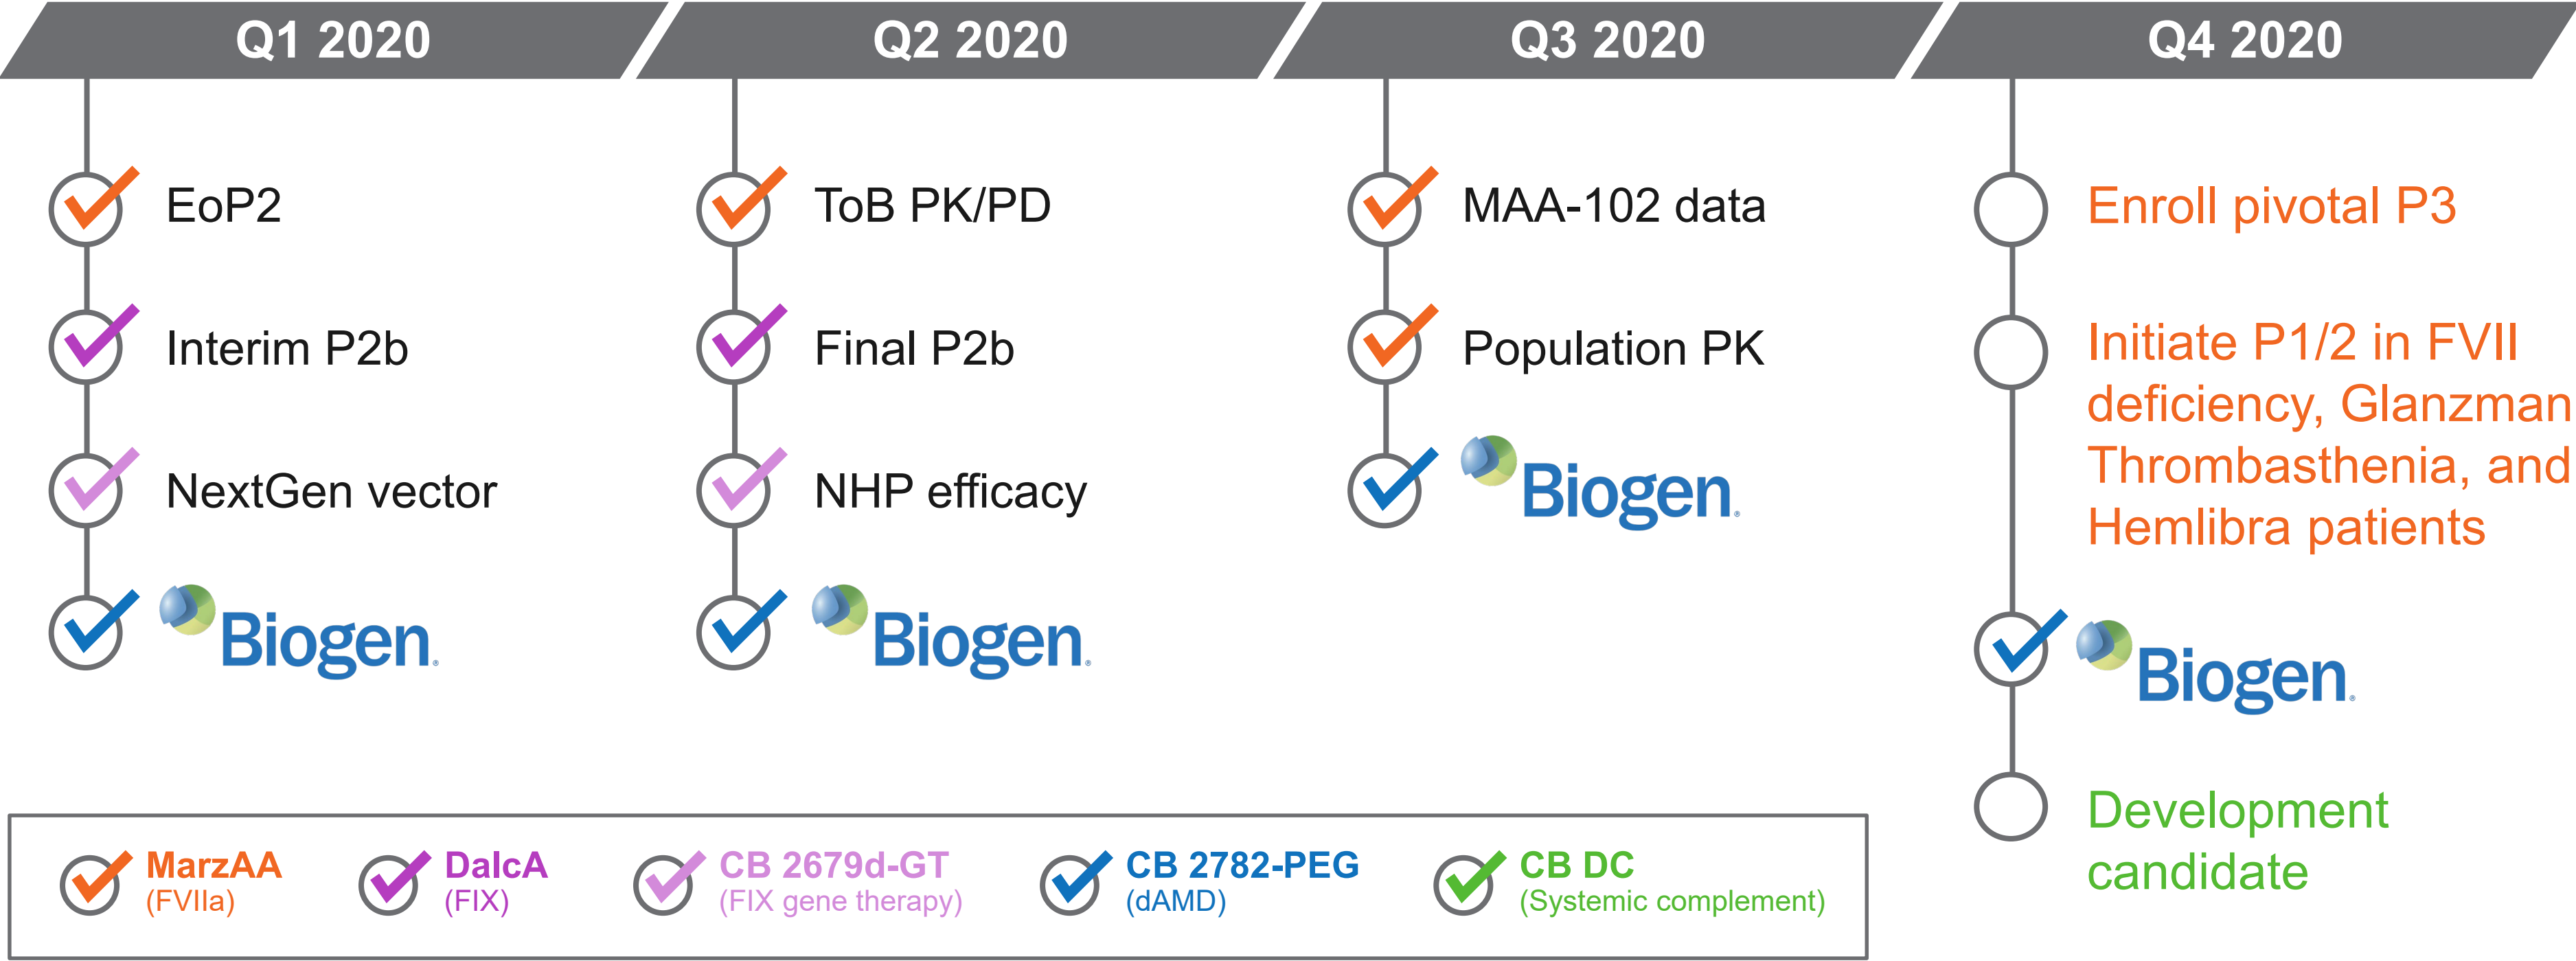 Q1 2020
Q2 2020
Q3 2020
Q4 2020
EoP2
Interim P2b
NextGen vector
Biogen®
ToB PK/PD
Final P2b
NHP efficacy
Biogen®
MAA-102 data
Population PK
Biogen®
Enroll pivotal P3
Initiate P1/2 in FVII
deficiency, Glanzman
Thrombasthenia, and
Hemlibra patients
Biogen®
Development
candidate
MarzAA
(FVIIa)
DalcA
(FIX)
CB 2679d-GT
(FIX gene therapy)
CB 2782-PEG
(dAMD)
CB DC
(Systemic complement)